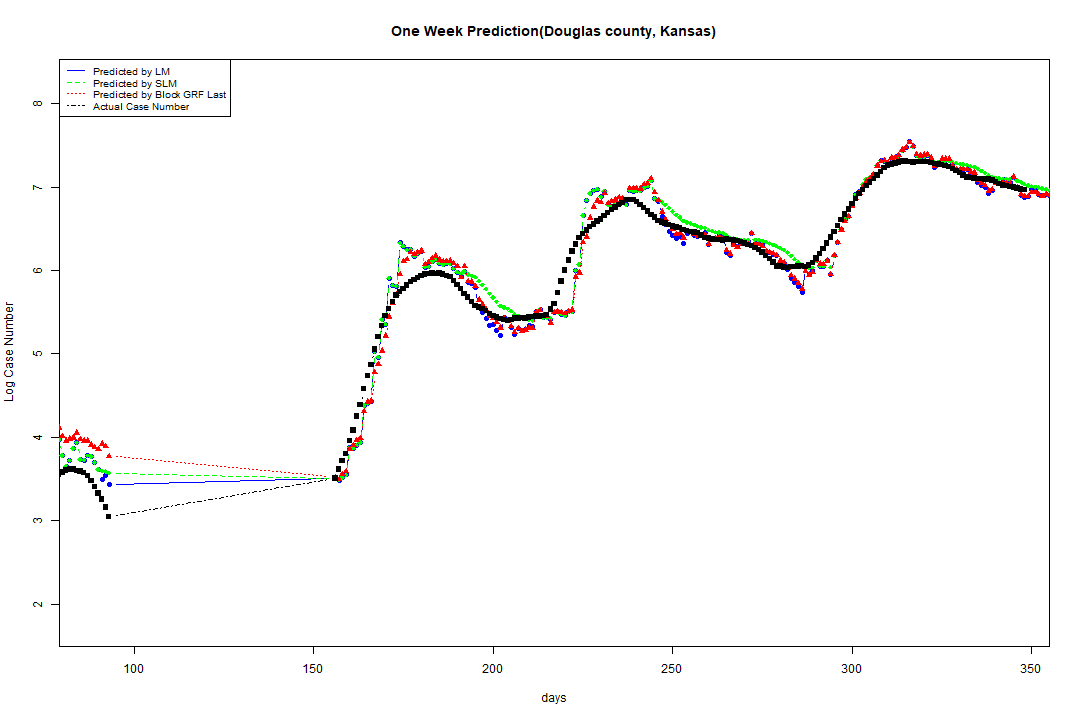 One Week Prediction(Douglas county, Kansas)
Predicted by LM
Predicted by SLM
Predicted by Block GRF Last
Actual Case Number
8
7
6
5
4
3
2
Log Case Number
100 150 200 250 300 350
days